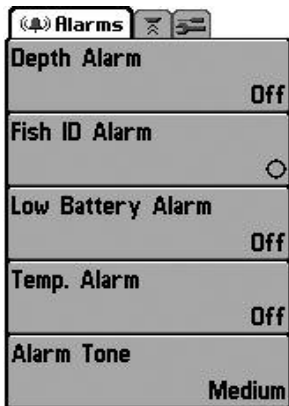 Alarms
Depth Alarm
Off
Fish ID Alarm
Low Battery Alarm
Off
Temp. Alarm
Off
Alarm Tone
Medium